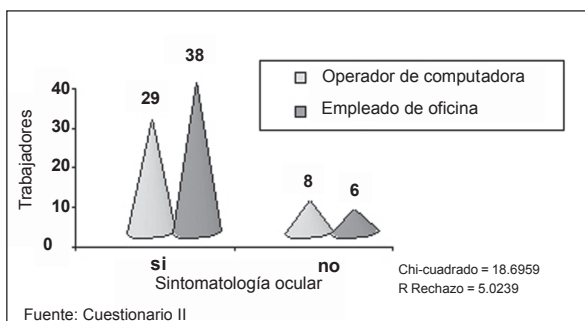 38
29
Operador de computadora
Empleado de oficina
40
30
20
10
0
Trabajadores
8
6
si
no
Sintomatología ocular
Chi-cuadrado = 18.6959
R Rechazo = 5.0239
Fuente: Cuestionario II